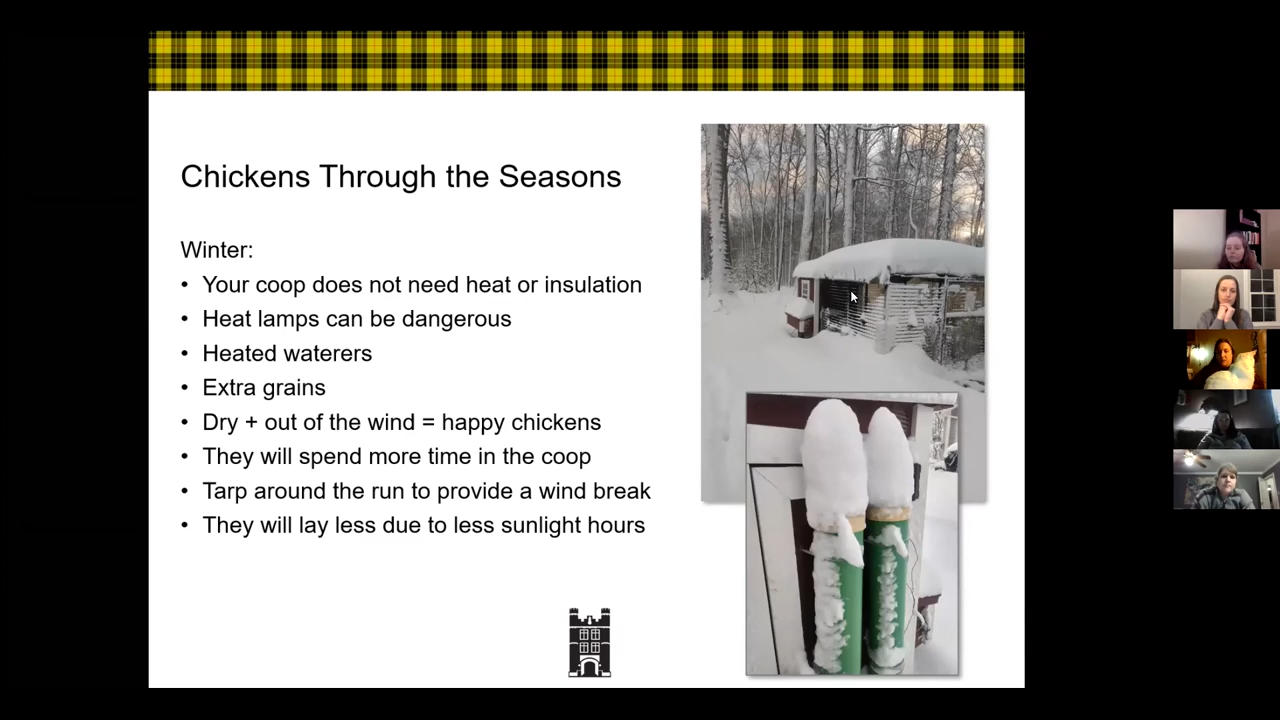 Chickens Through the Seasons
Winter:
• Your coop does not need heat or insulation
• Heat lamps can be dangerous
• Heated waterers
• Extra grains
• Dry + out of the wind = happy chickens
• They will spend more time in the coop
• Tarp around the run to provide a wind break
• They will lay less due to less sunlight hours